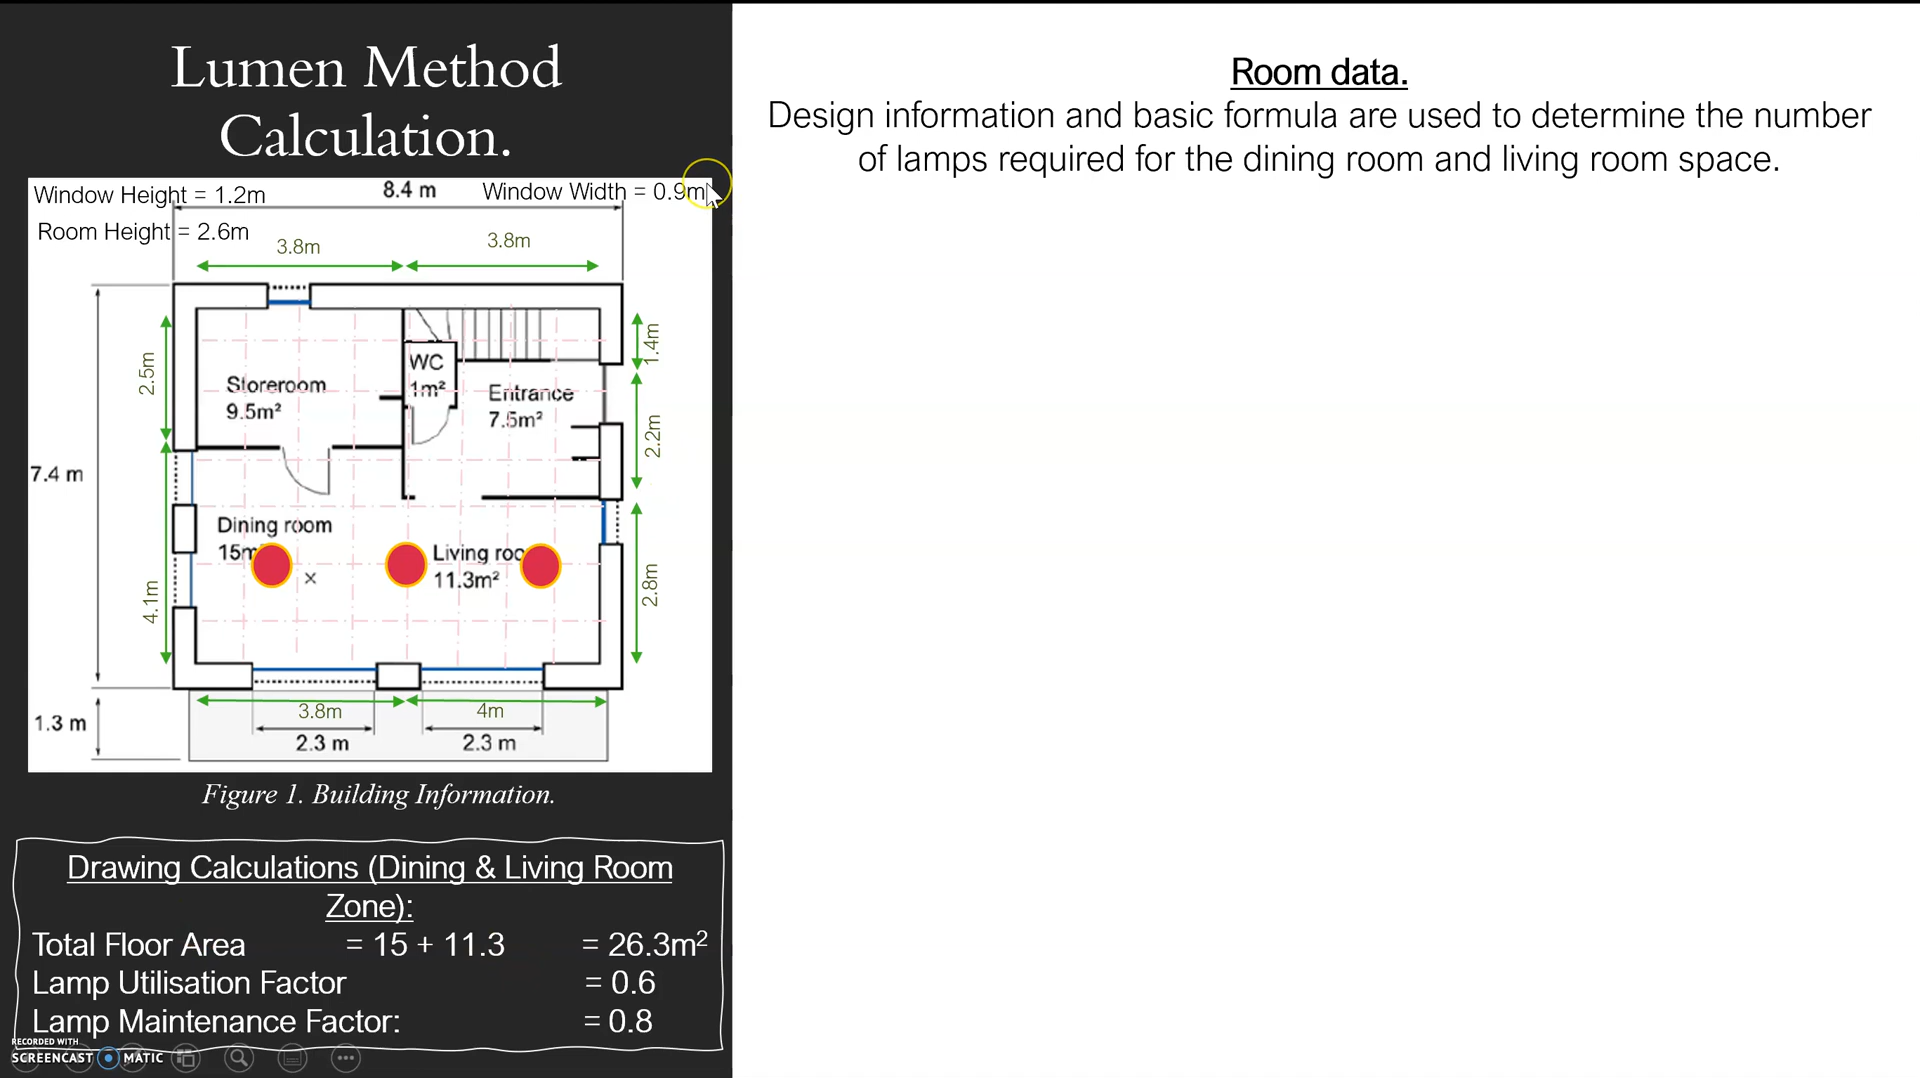 Lumen Method
Calculation.
Window Height = 1.2m
8.4 m
Window Width = 0.9m
Room Height = 2.6m
3.8m
3.8m
2.5m
1.4m
WC
1m²
Storeroom
9.5m²
Entrance
7.5m²
2.2m
7.4 m
Dining room
15m
Living roo
11.3m²
4.1m
2.8m
3.8m
4m
1.3 m
2.3 m
2.3 m
Figure 1. Building Information.
Drawing Calculations (Dining & Living Room
Zone):
Total Floor Area = 15 + 11.3 = 26.3m²
Lamp Utilisation Factor = 0.6
Lamp Maintenance Factor: = 0.8
RECORDED WITH
SCREENCAST MATIC
Room data.
Design information and basic formula are used to determine the number
of lamps required for the dining room and living room space.